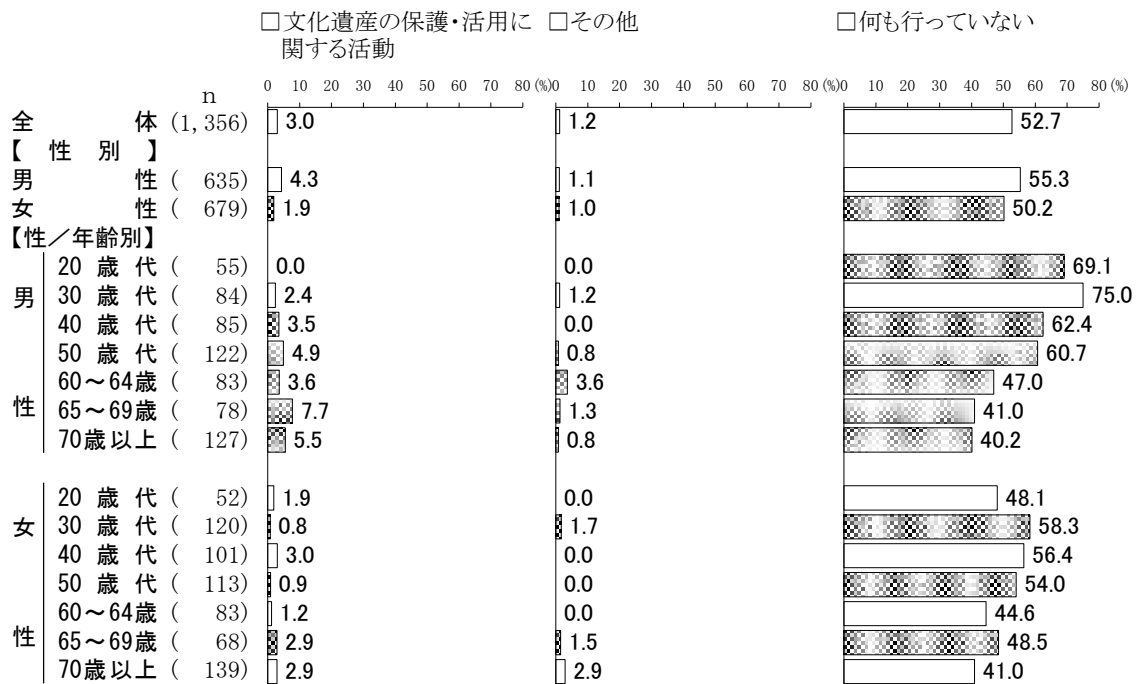 □文化遺産の保護・活用に関する活動 □その他 □何も行っていない
n 0 10 20 30 40 50 60 70 80 (%) 0 10 20 30 40 50 60 70 80 (%) 0 10 20 30 40 50 60 70 80 (%)
全体 (1,356) 3.0 1.2 52.7
【性別】
男性 (635) 4.3 1.1 55.3
女性 (679) 1.9 1.0 50.2
【性／年齢別】
男性
20歳代 (55) 0.0 0.0 69.1
30歳代 (84) 2.4 1.2 75.0
40歳代 (85) 3.5 0.0 62.4
50歳代 (122) 4.9 0.8 60.7
60～64歳 (83) 3.6 3.6 47.0
65～69歳 (78) 7.7 1.3 41.0
70歳以上 (127) 5.5 0.8 40.2
女性
20歳代 (52) 1.9 0.0 48.1
30歳代 (120) 0.8 1.7 58.3
40歳代 (101) 3.0 0.0 56.4
50歳代 (113) 0.9 0.0 54.0
60～64歳 (83) 1.2 0.0 44.6
65～69歳 (68) 2.9 1.5 48.5
70歳以上 (139) 2.9 2.9 41.0